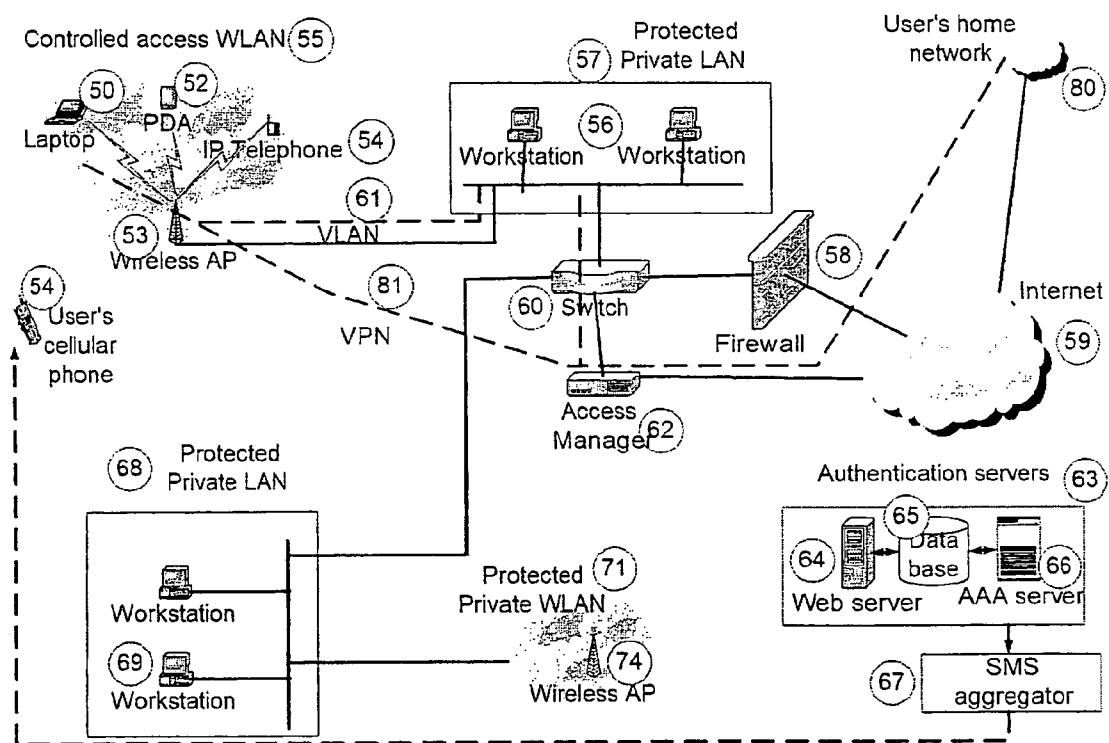 Controlled access WLAN 55
Protected
Private LAN
57
User's home
network
80
50
52
Laptop
PDA
IP Telephone 54
56
Workstation
Workstation
61
VLAN
53
Wireless AP
58
Firewall
60 Switch
Internet
59
54
User's
cellular
phone
81
VPN
Access
Manager 62
68
Protected
Private LAN
Authentication servers 63
65
64
Data
base
66
Web server
AAA server
Workstation
69
Workstation
Protected 71
Private WLAN
74
Wireless AP
67
SMS
aggregator